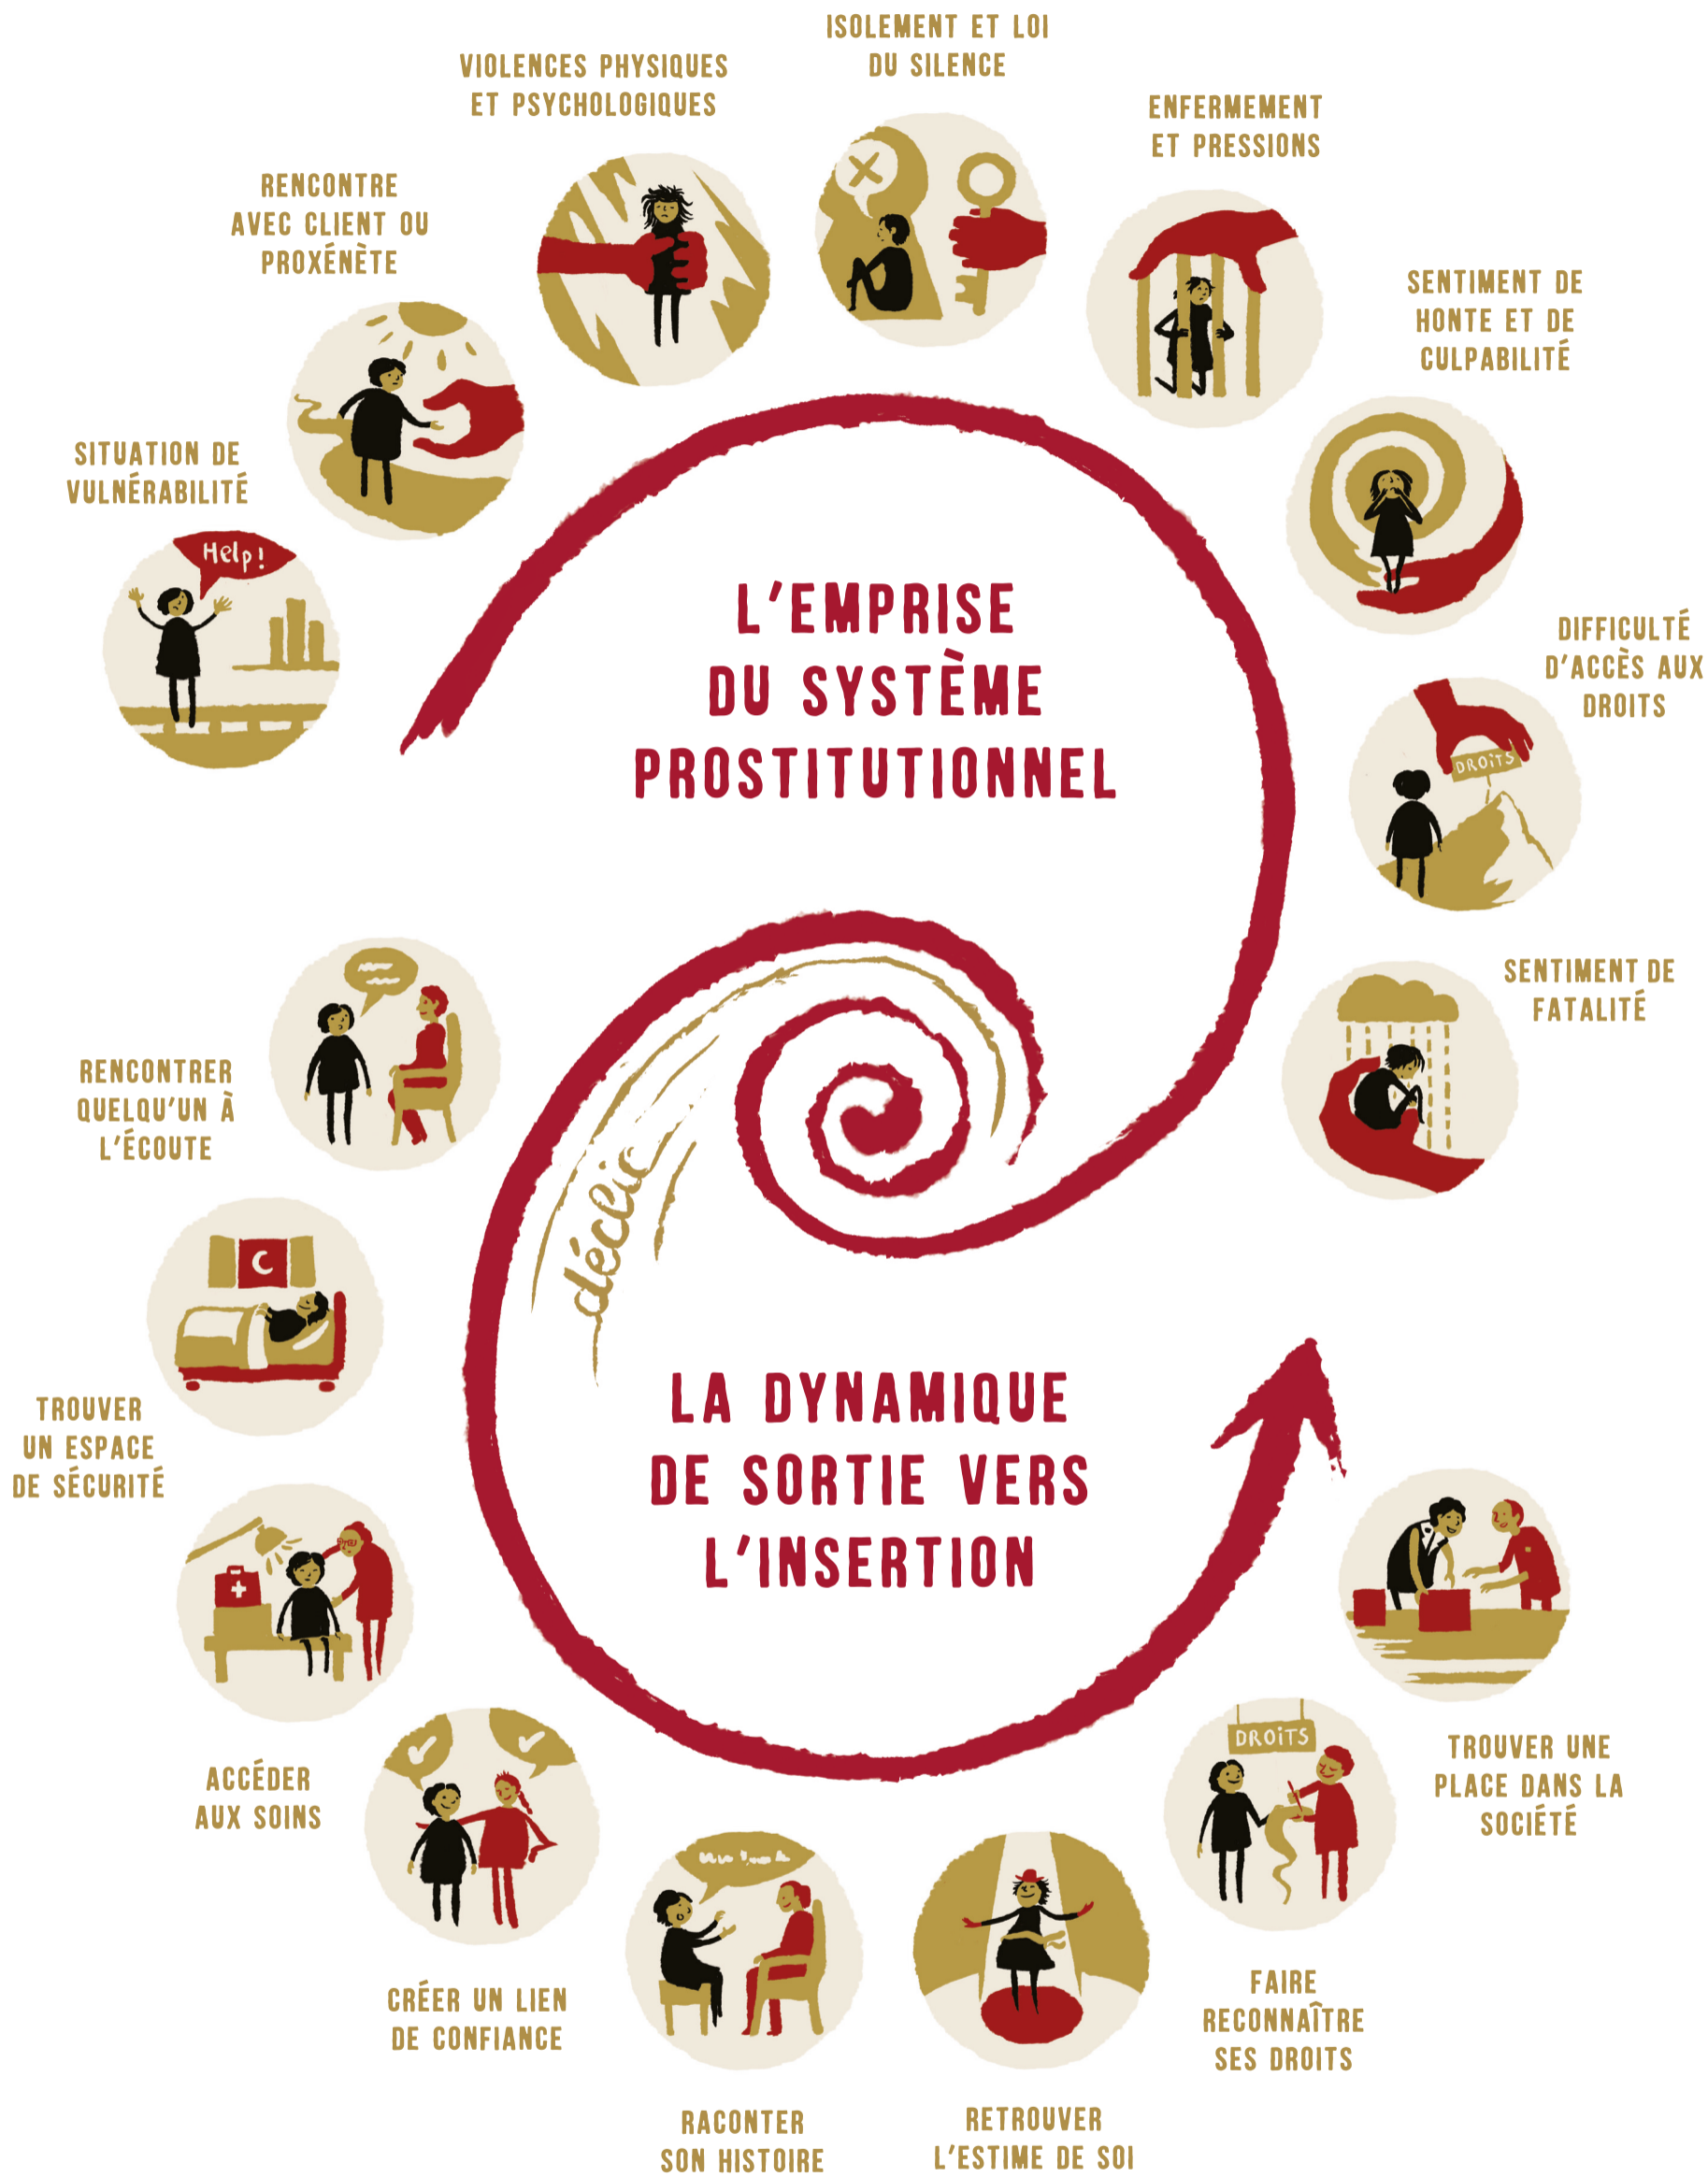 ISOLEMENT ET LOI
DU SILENCE
VIOLENCES PHYSIQUES
ET PSYCHOLOGIQUES
ENFERMEMENT
ET PRESSIONS
RENCONTRE
AVEC CLIENT OU
PROXÉNÈTE
SENTIMENT DE
HONTE ET DE
CULPABILITÉ
SITUATION DE
VULNÉRABILITÉ
Help!
L'EMPRISE
DU SYSTÈME
PROSTITUTIONNEL
DIFFICULTÉ
D'ACCÈS AUX
DROITS
DROiTS
SENTIMENT DE
FATALITÉ
RENCONTRER
QUELQU'UN À
L'ÉCOUTE
déclic
TROUVER
UN ESPACE
DE SÉCURITÉ
LA DYNAMIQUE
DE SORTIE VERS
L'INSERTION
ACCÉDER
AUX SOINS
DROiTS
TROUVER UNE
PLACE DANS LA
SOCIÉTÉ
CRÉER UN LIEN
DE CONFIANCE
FAIRE
RECONNAÎTRE
SES DROITS
RACONTER
SON HISTOIRE
RETROUVER
L'ESTIME DE SOI